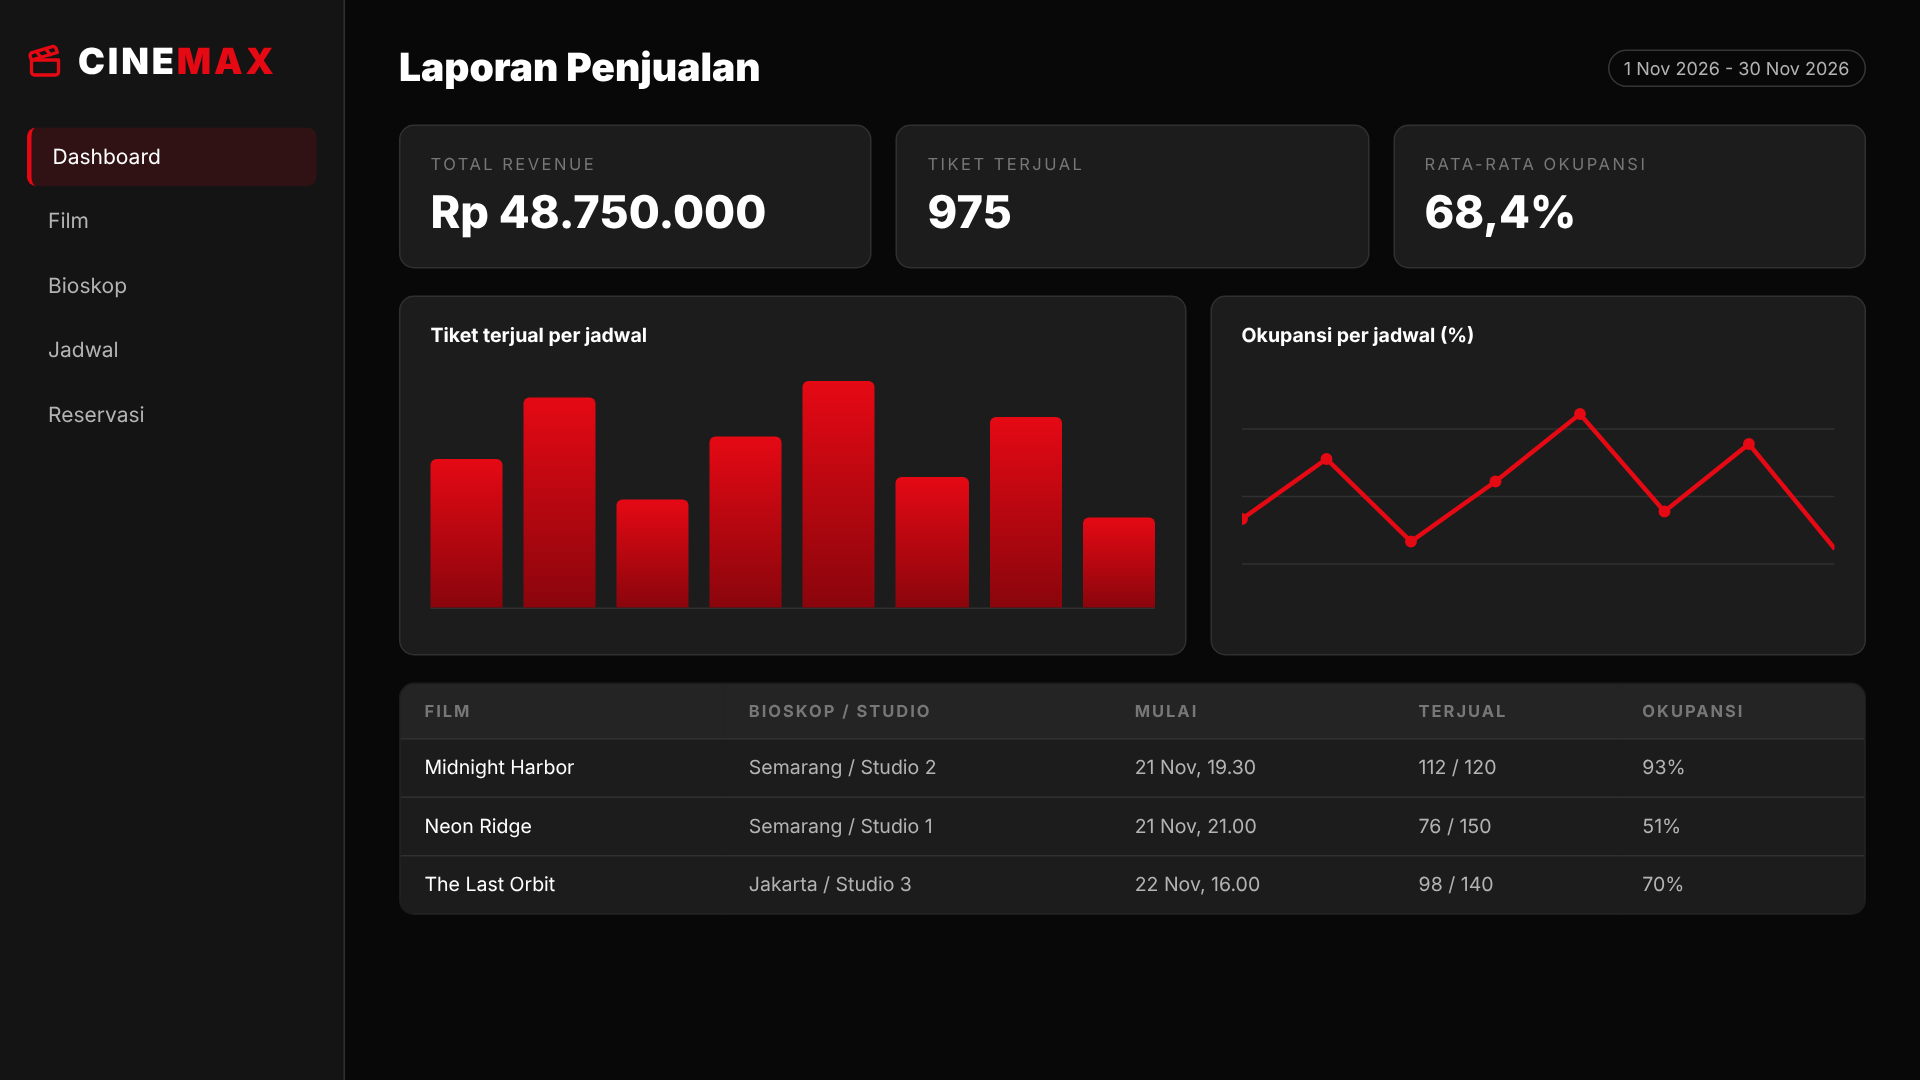 CINEMAX
Dashboard
Film
Bioskop
Jadwal
Reservasi
Laporan Penjualan
1 Nov 2026 - 30 Nov 2026
TOTAL REVENUE
Rp 48.750.000
TIKET TERJUAL
975
RATA-RATA OKUPANSI
68,4%
Tiket terjual per jadwal
Okupansi per jadwal (%)
FILM BIOSKOP / STUDIO MULAI TERJUAL OKUPANSI
Midnight Harbor Semarang / Studio 2 21 Nov, 19.30 112 / 120 93%
Neon Ridge Semarang / Studio 1 21 Nov, 21.00 76 / 150 51%
The Last Orbit Jakarta / Studio 3 22 Nov, 16.00 98 / 140 70%